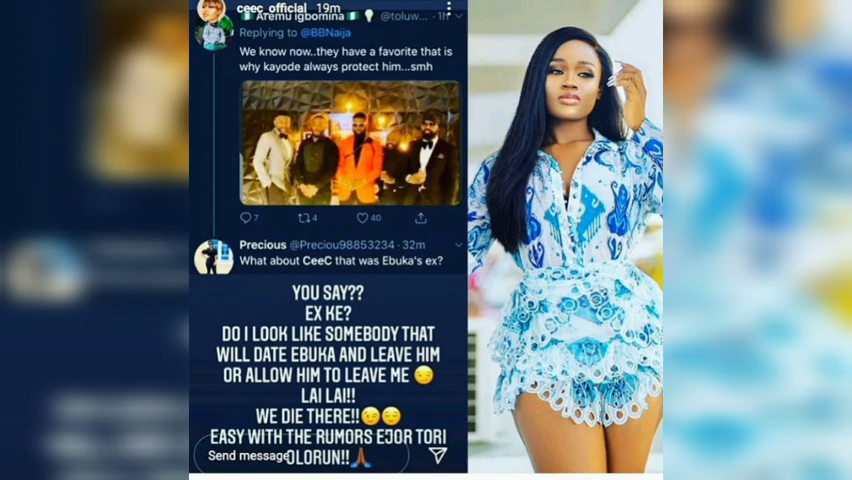 ceec_official 19m
Aremu igbomina @toluw... · 1h
Replying to @BBNaija
We know now..they have a favorite that is
why kayode always protect him...smh
7 4 40
Precious @Preciou98853234 · 32m
What about CeeC that was Ebuka's ex?
YOU SAY??
EX KE?
DO I LOOK LIKE SOMEBODY THAT
WILL DATE EBUKA AND LEAVE HIM
OR ALLOW HIM TO LEAVE ME 😏
LAI LAI!!
WE DIE THERE!!😉😌
EASY WITH THE RUMORS EJOR TORI
OLORUN!!🙏🏾
Send message